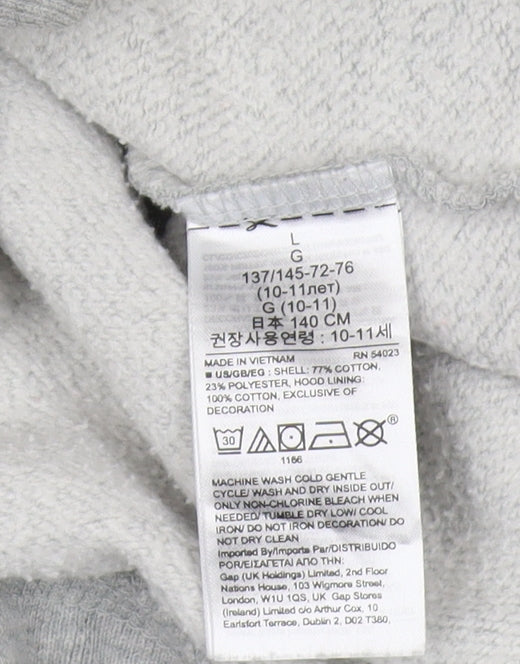 L
G
137/145-72-76
(10-11лет)
G (10-11)
日本 140 CM
권장사용연령 : 10-11세
MADE IN VIETNAM RN 54023
■ US/GB/EG : SHELL: 77% COTTON,
23% POLYESTER, HOOD LINING:
100% COTTON, EXCLUSIVE OF
DECORATION
30 ®
1166
MACHINE WASH COLD GENTLE
CYCLE/ WASH AND DRY INSIDE OUT/
ONLY NON-CHLORINE BLEACH WHEN
NEEDED/ TUMBLE DRY LOW/ COOL
IRON/ DO NOT IRON DECORATION/ DO
NOT DRY CLEAN
Imported By/Importe Par/DISTRIBUIDO
POR/ΕΙΣΑΓΕΤΑΙ ΑΠΟ ΤΗΝ:
Gap (UK Holdings) Limited, 2nd Floor
Nations House, 103 Wigmore Street,
London, W1U 1QS, UK Gap Stores
(Ireland) Limited c/o Arthur Cox, 10
Earlsfort Terrace, Dublin 2, D02 T380,